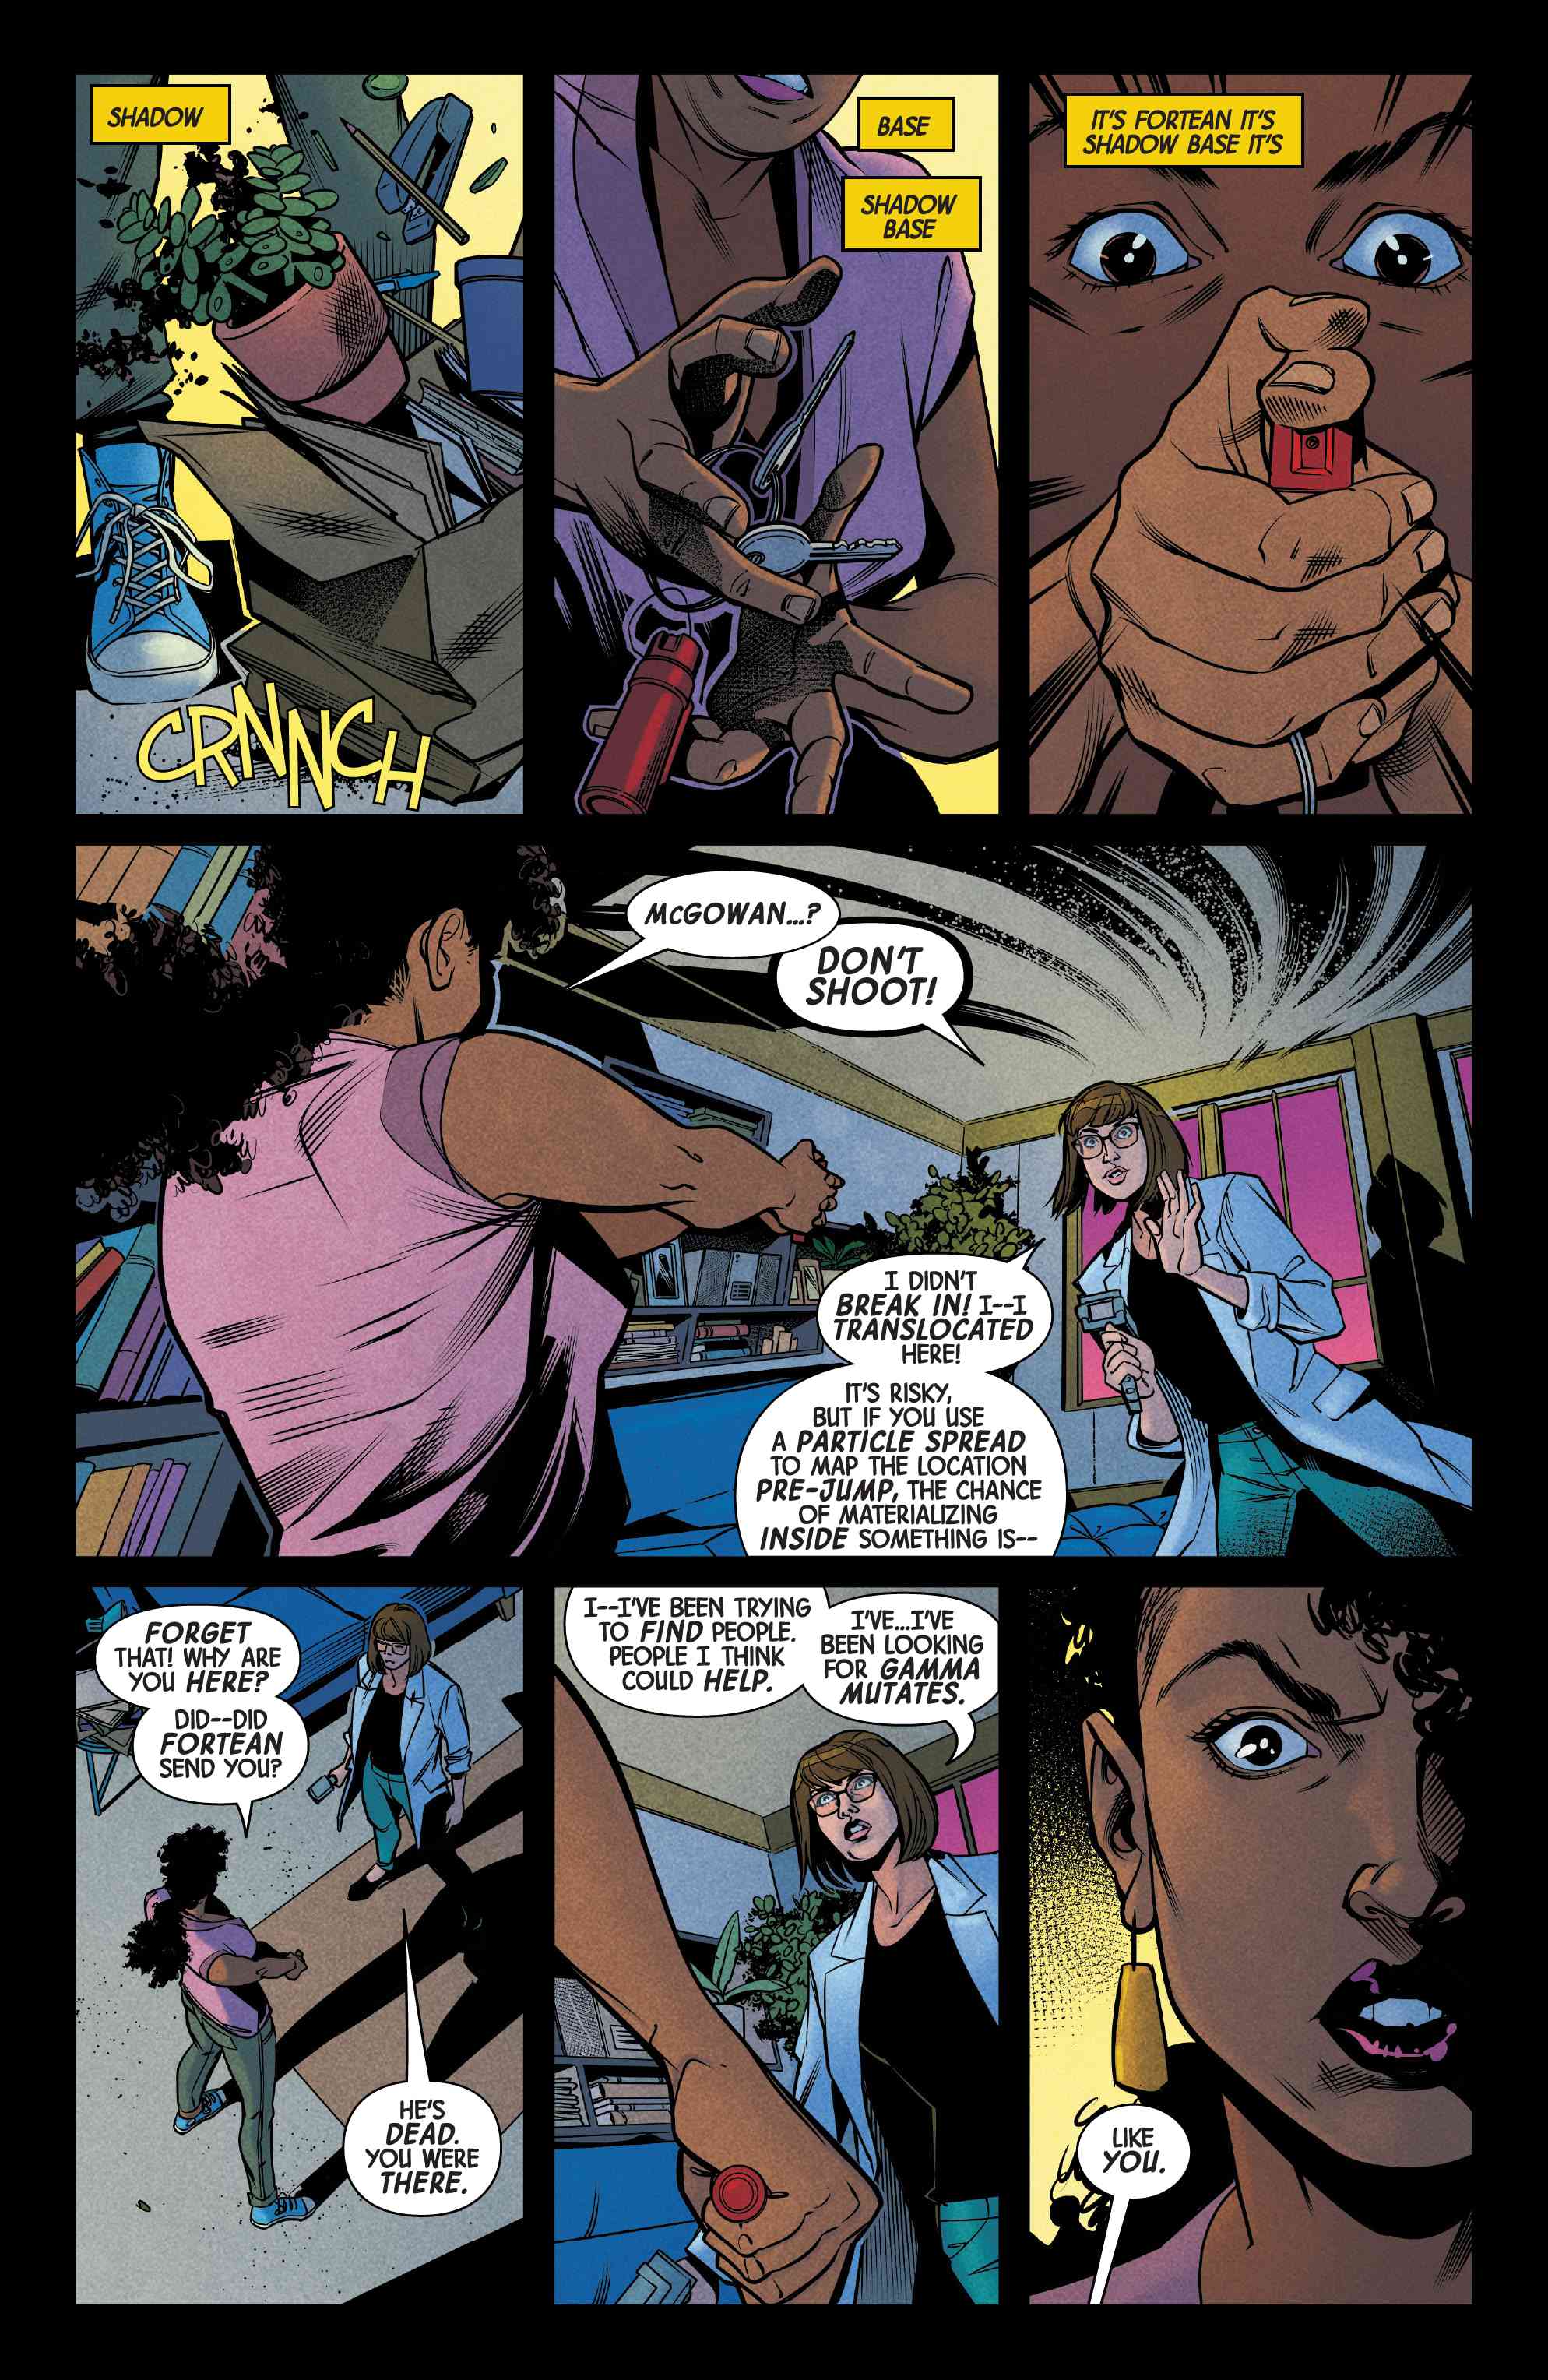 SHADOW
BASE
SHADOW
BASE
IT'S FORTEAN IT'S
SHADOW BASE IT'S
CRNNCH
McGOWAN...?
DON'T
SHOOT!
I DIDN'T
BREAK IN! I--I
TRANSLOCATED
HERE!
IT'S RISKY,
BUT IF YOU USE
A PARTICLE SPREAD
TO MAP THE LOCATION
PRE-JUMP, THE CHANCE
OF MATERIALIZING
INSIDE SOMETHING IS--
FORGET
THAT! WHY ARE
YOU HERE?
DID--DID
FORTEAN
SEND YOU?
HE'S
DEAD.
YOU WERE
THERE.
I--I'VE BEEN TRYING
TO FIND PEOPLE.
PEOPLE I THINK
COULD HELP.
I'VE...I'VE
BEEN LOOKING
FOR GAMMA
MUTATES.
LIKE
YOU.